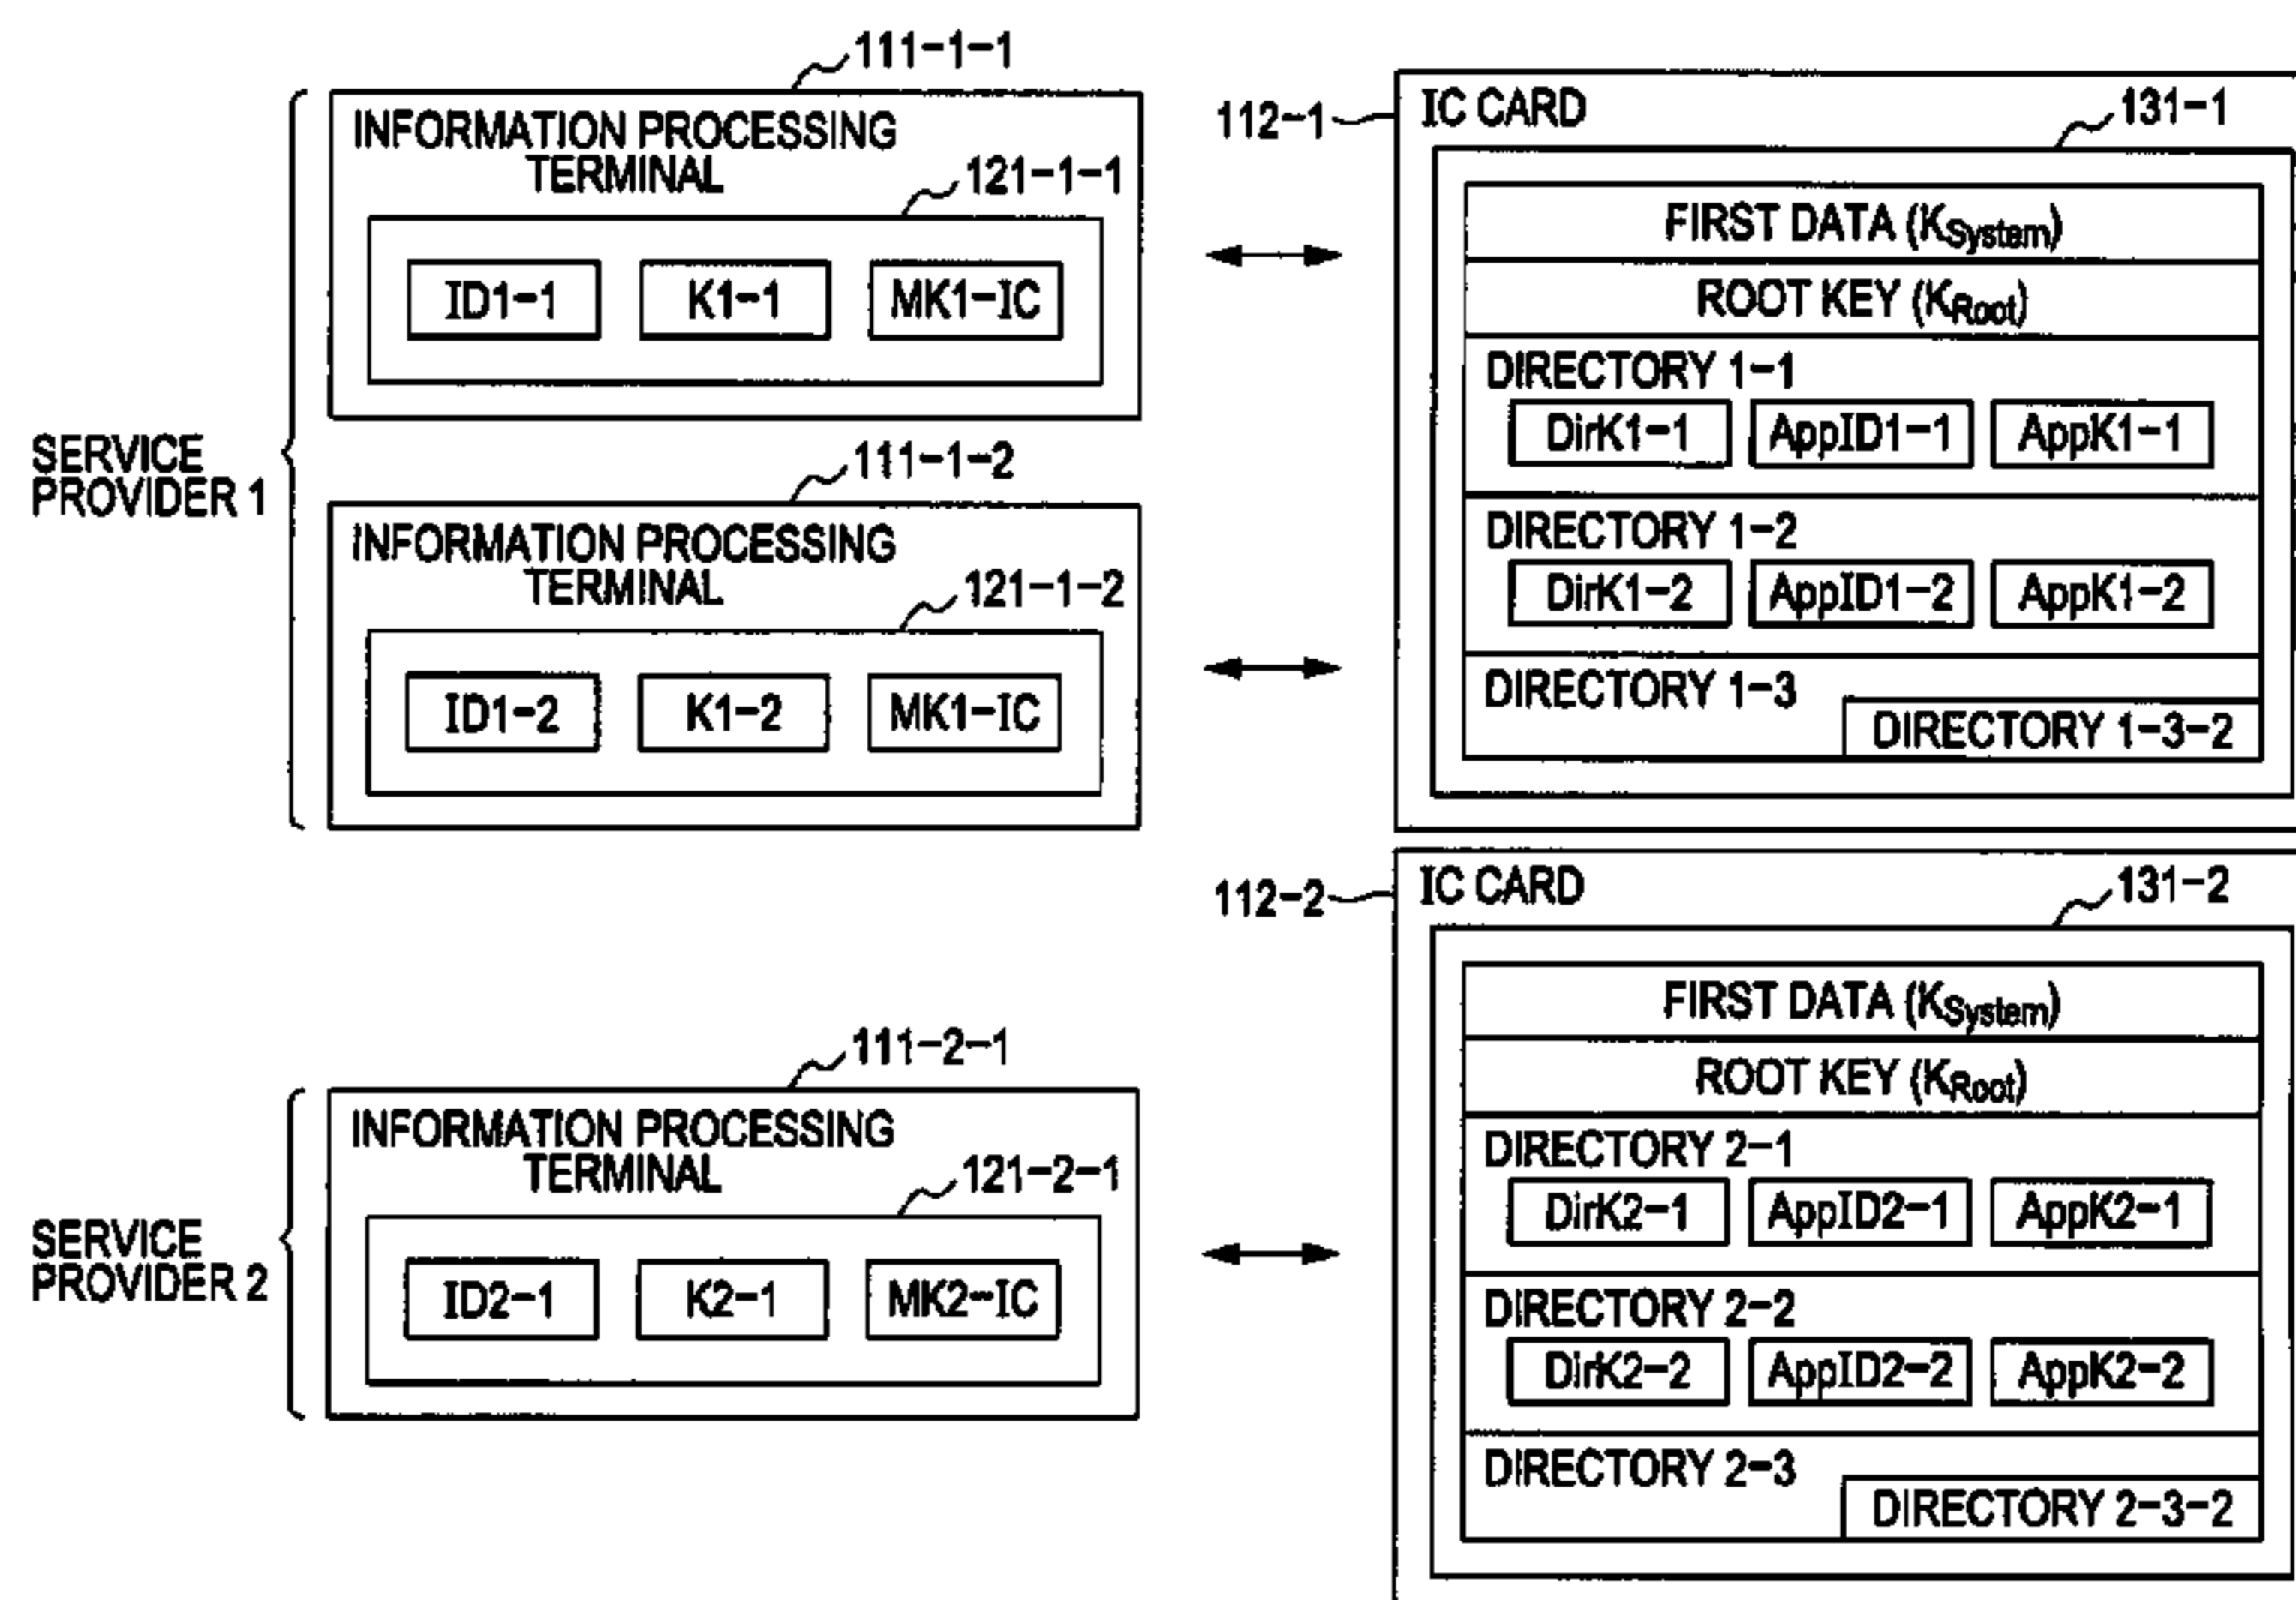 SERVICE
PROVIDER 1
111-1-1
INFORMATION PROCESSING
TERMINAL
121-1-1
ID1-1 K1-1 MK1-IC
111-1-2
INFORMATION PROCESSING
TERMINAL
121-1-2
ID1-2 K1-2 MK1-IC
112-1
IC CARD
131-1
FIRST DATA (KSystem)
ROOT KEY (KRoot)
DIRECTORY 1-1
DirK1-1 AppID1-1 AppK1-1
DIRECTORY 1-2
DirK1-2 AppID1-2 AppK1-2
DIRECTORY 1-3
DIRECTORY 1-3-2
SERVICE
PROVIDER 2
111-2-1
INFORMATION PROCESSING
TERMINAL
121-2-1
ID2-1 K2-1 MK2-IC
112-2
IC CARD
131-2
FIRST DATA (KSystem)
ROOT KEY (KRoot)
DIRECTORY 2-1
DirK2-1 AppID2-1 AppK2-1
DIRECTORY 2-2
DirK2-2 AppID2-2 AppK2-2
DIRECTORY 2-3
DIRECTORY 2-3-2